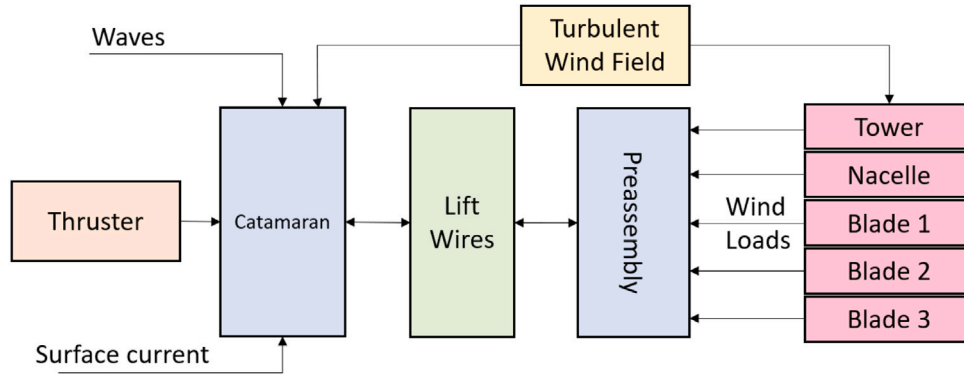 Waves
Turbulent
Wind Field
Thruster
Catamaran
Lift
Wires
Preassembly
Wind
Loads
Tower
Nacelle
Blade 1
Blade 2
Blade 3
Surface current